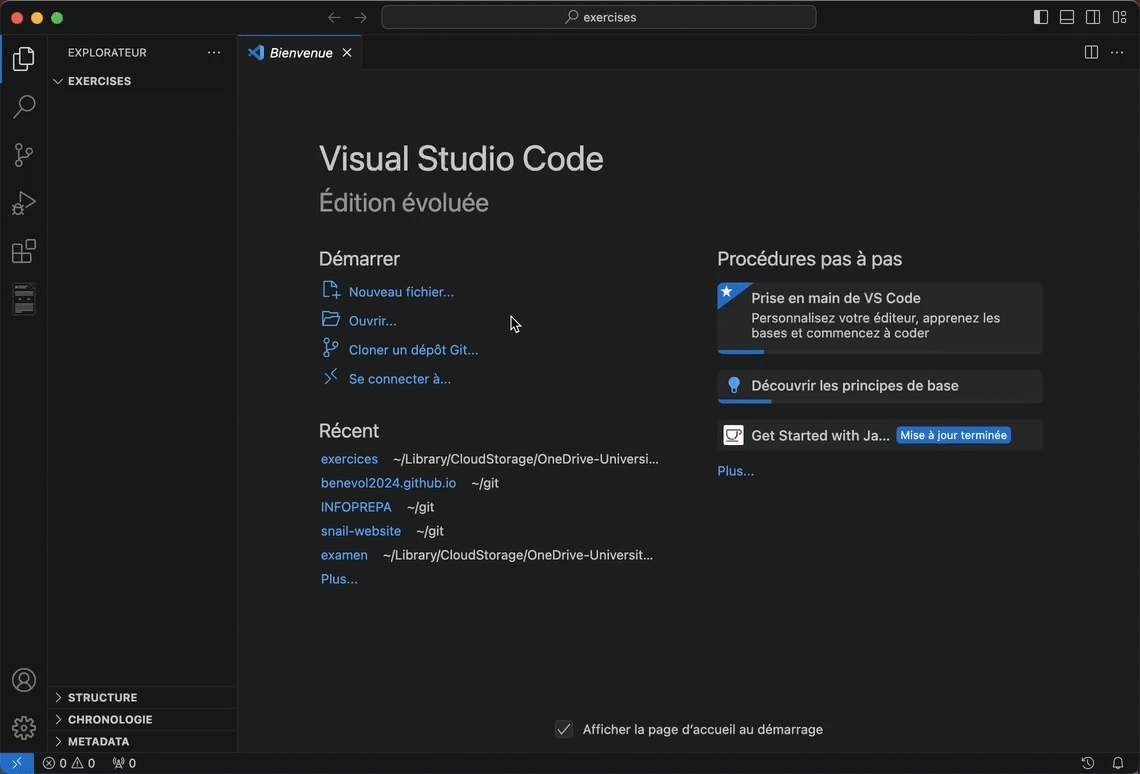 exercises
EXPLORATEUR
EXERCISES
Bienvenue
Visual Studio Code
Édition évoluée
Démarrer
Nouveau fichier...
Ouvrir...
Cloner un dépôt Git...
Se connecter à...
Récent
exercices ~/Library/CloudStorage/OneDrive-Universi...
benevol2024.github.io ~/git
INFOPREPA ~/git
snail-website ~/git
examen ~/Library/CloudStorage/OneDrive-Universit...
Plus...
Procédures pas à pas
Prise en main de VS Code
Personnalisez votre éditeur, apprenez les
bases et commencez à coder
Découvrir les principes de base
Get Started with Ja... Mise à jour terminée
Plus...
STRUCTURE
CHRONOLOGIE
METADATA
Afficher la page d'accueil au démarrage
0 0 0